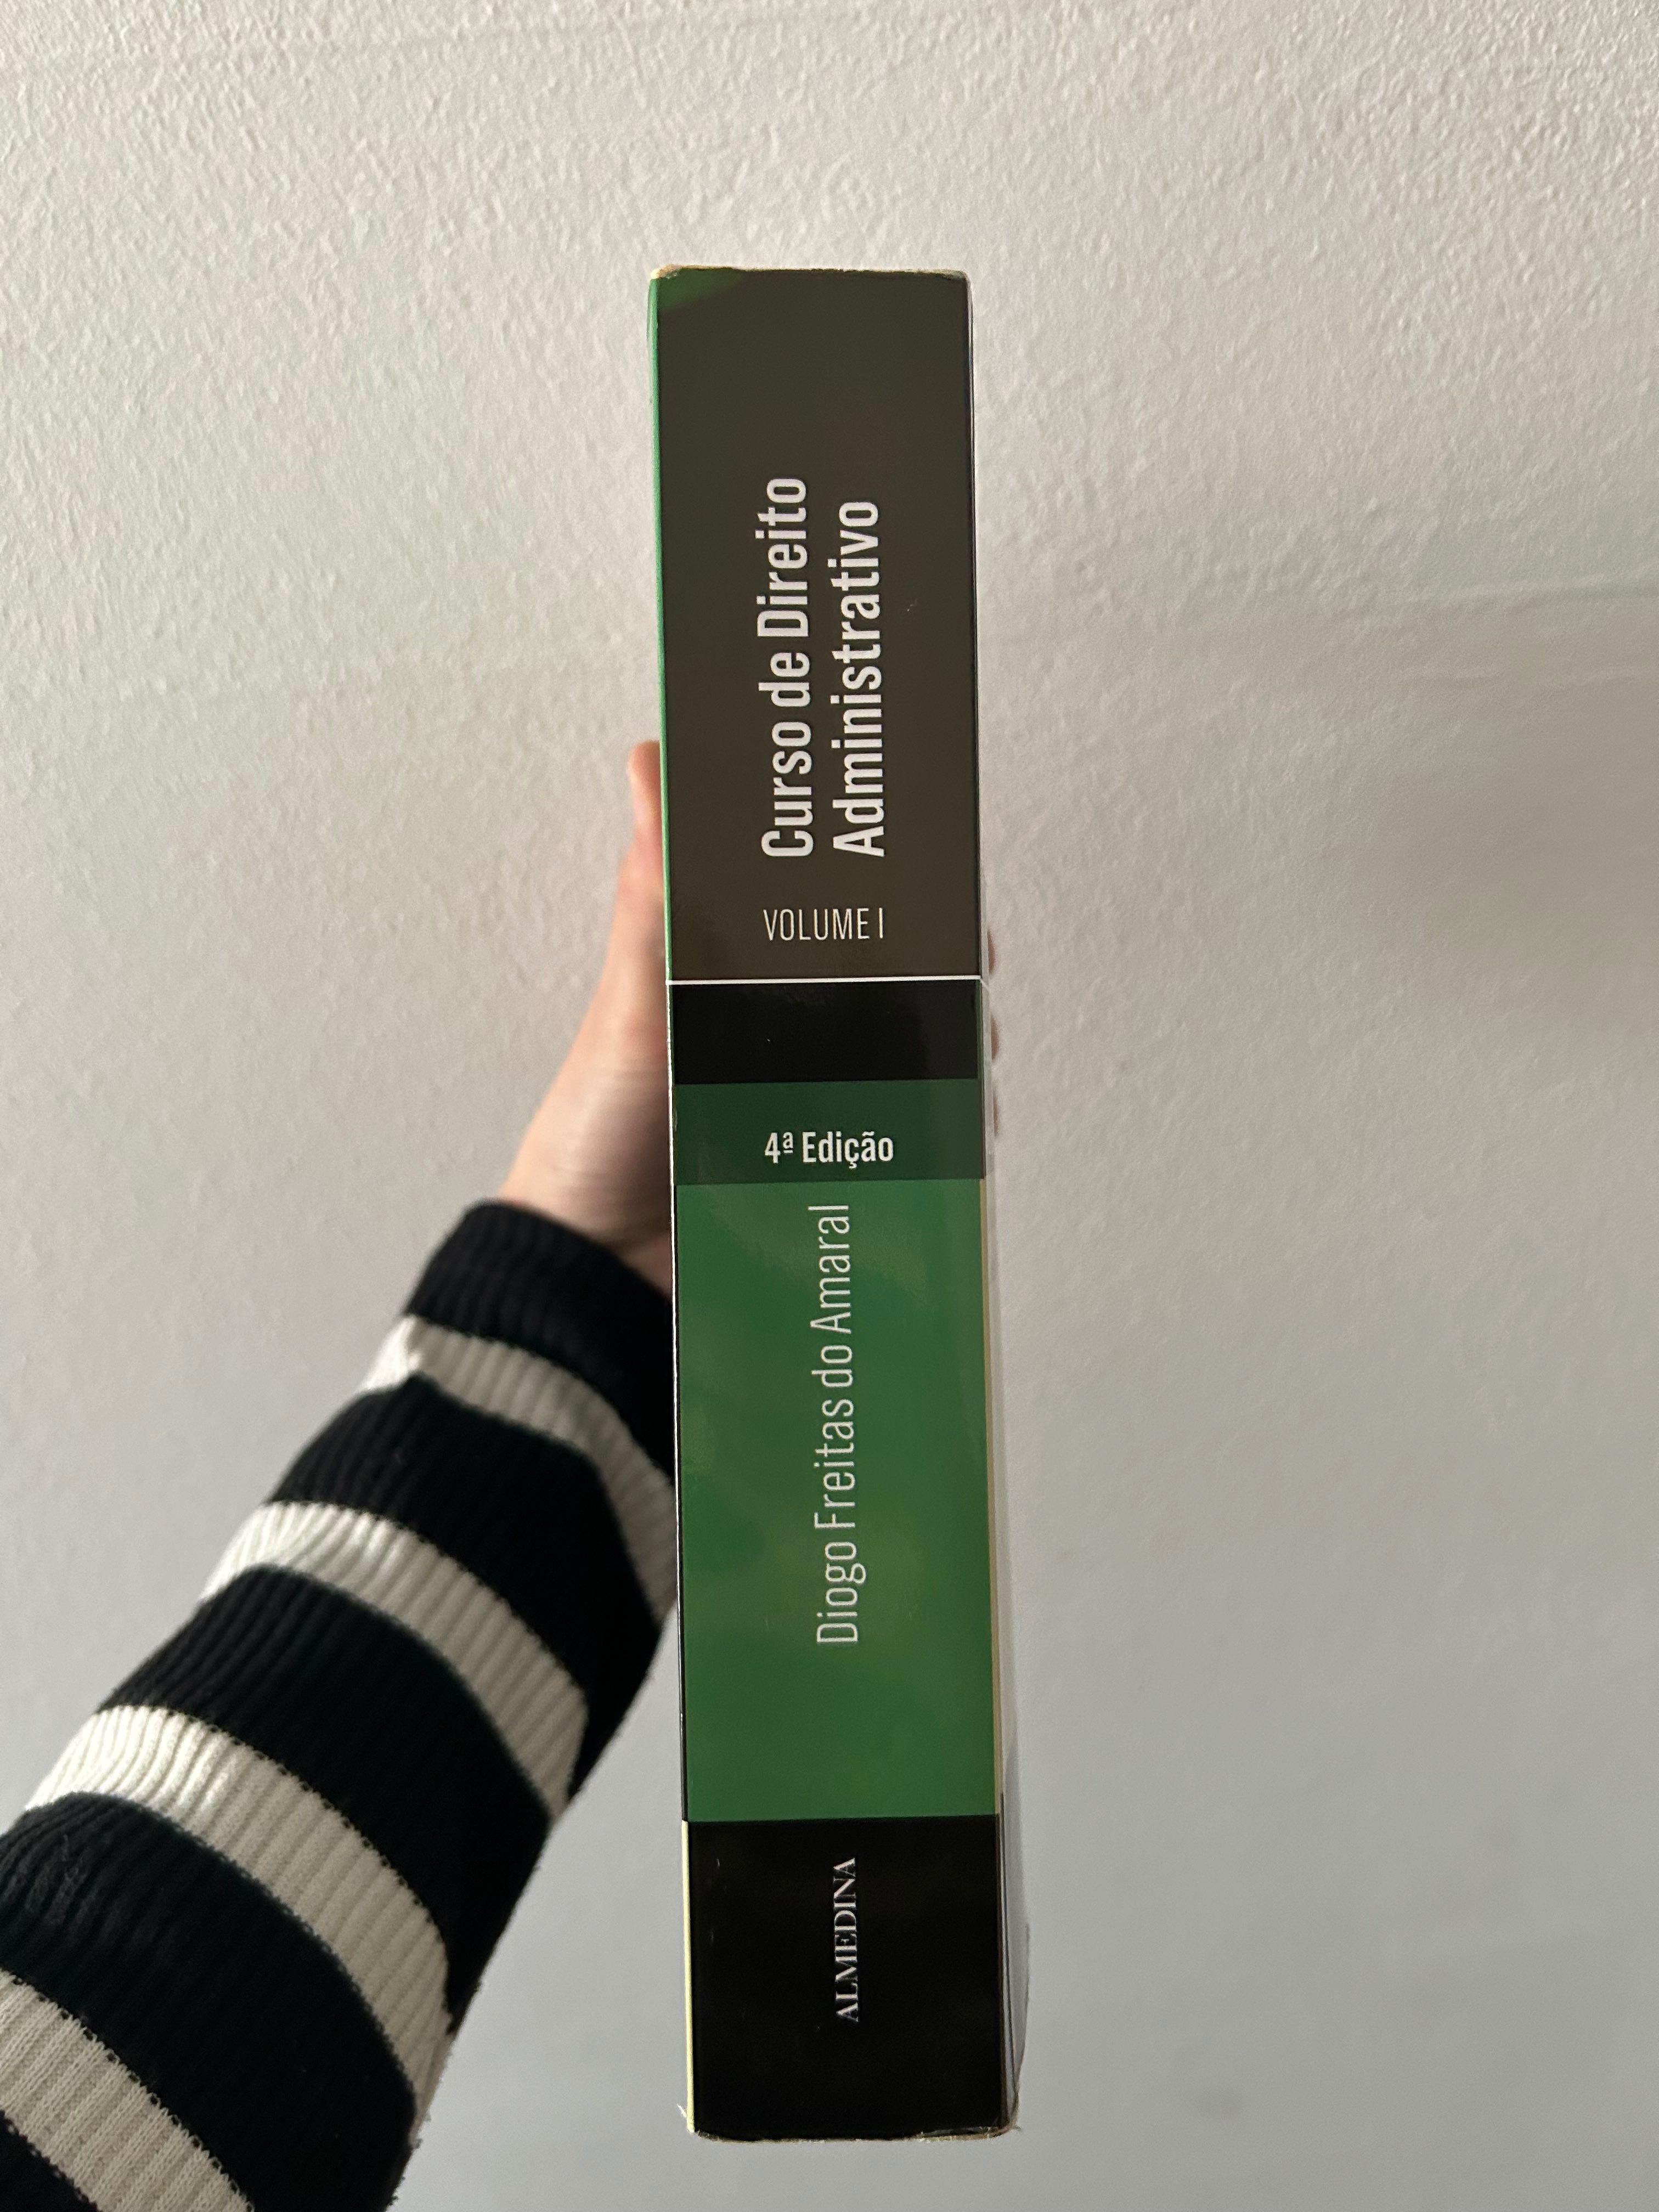 Curso de Direito
Administrativo
VOLUME I
4ª Edição
Diogo Freitas do Amaral
ALMEDINA